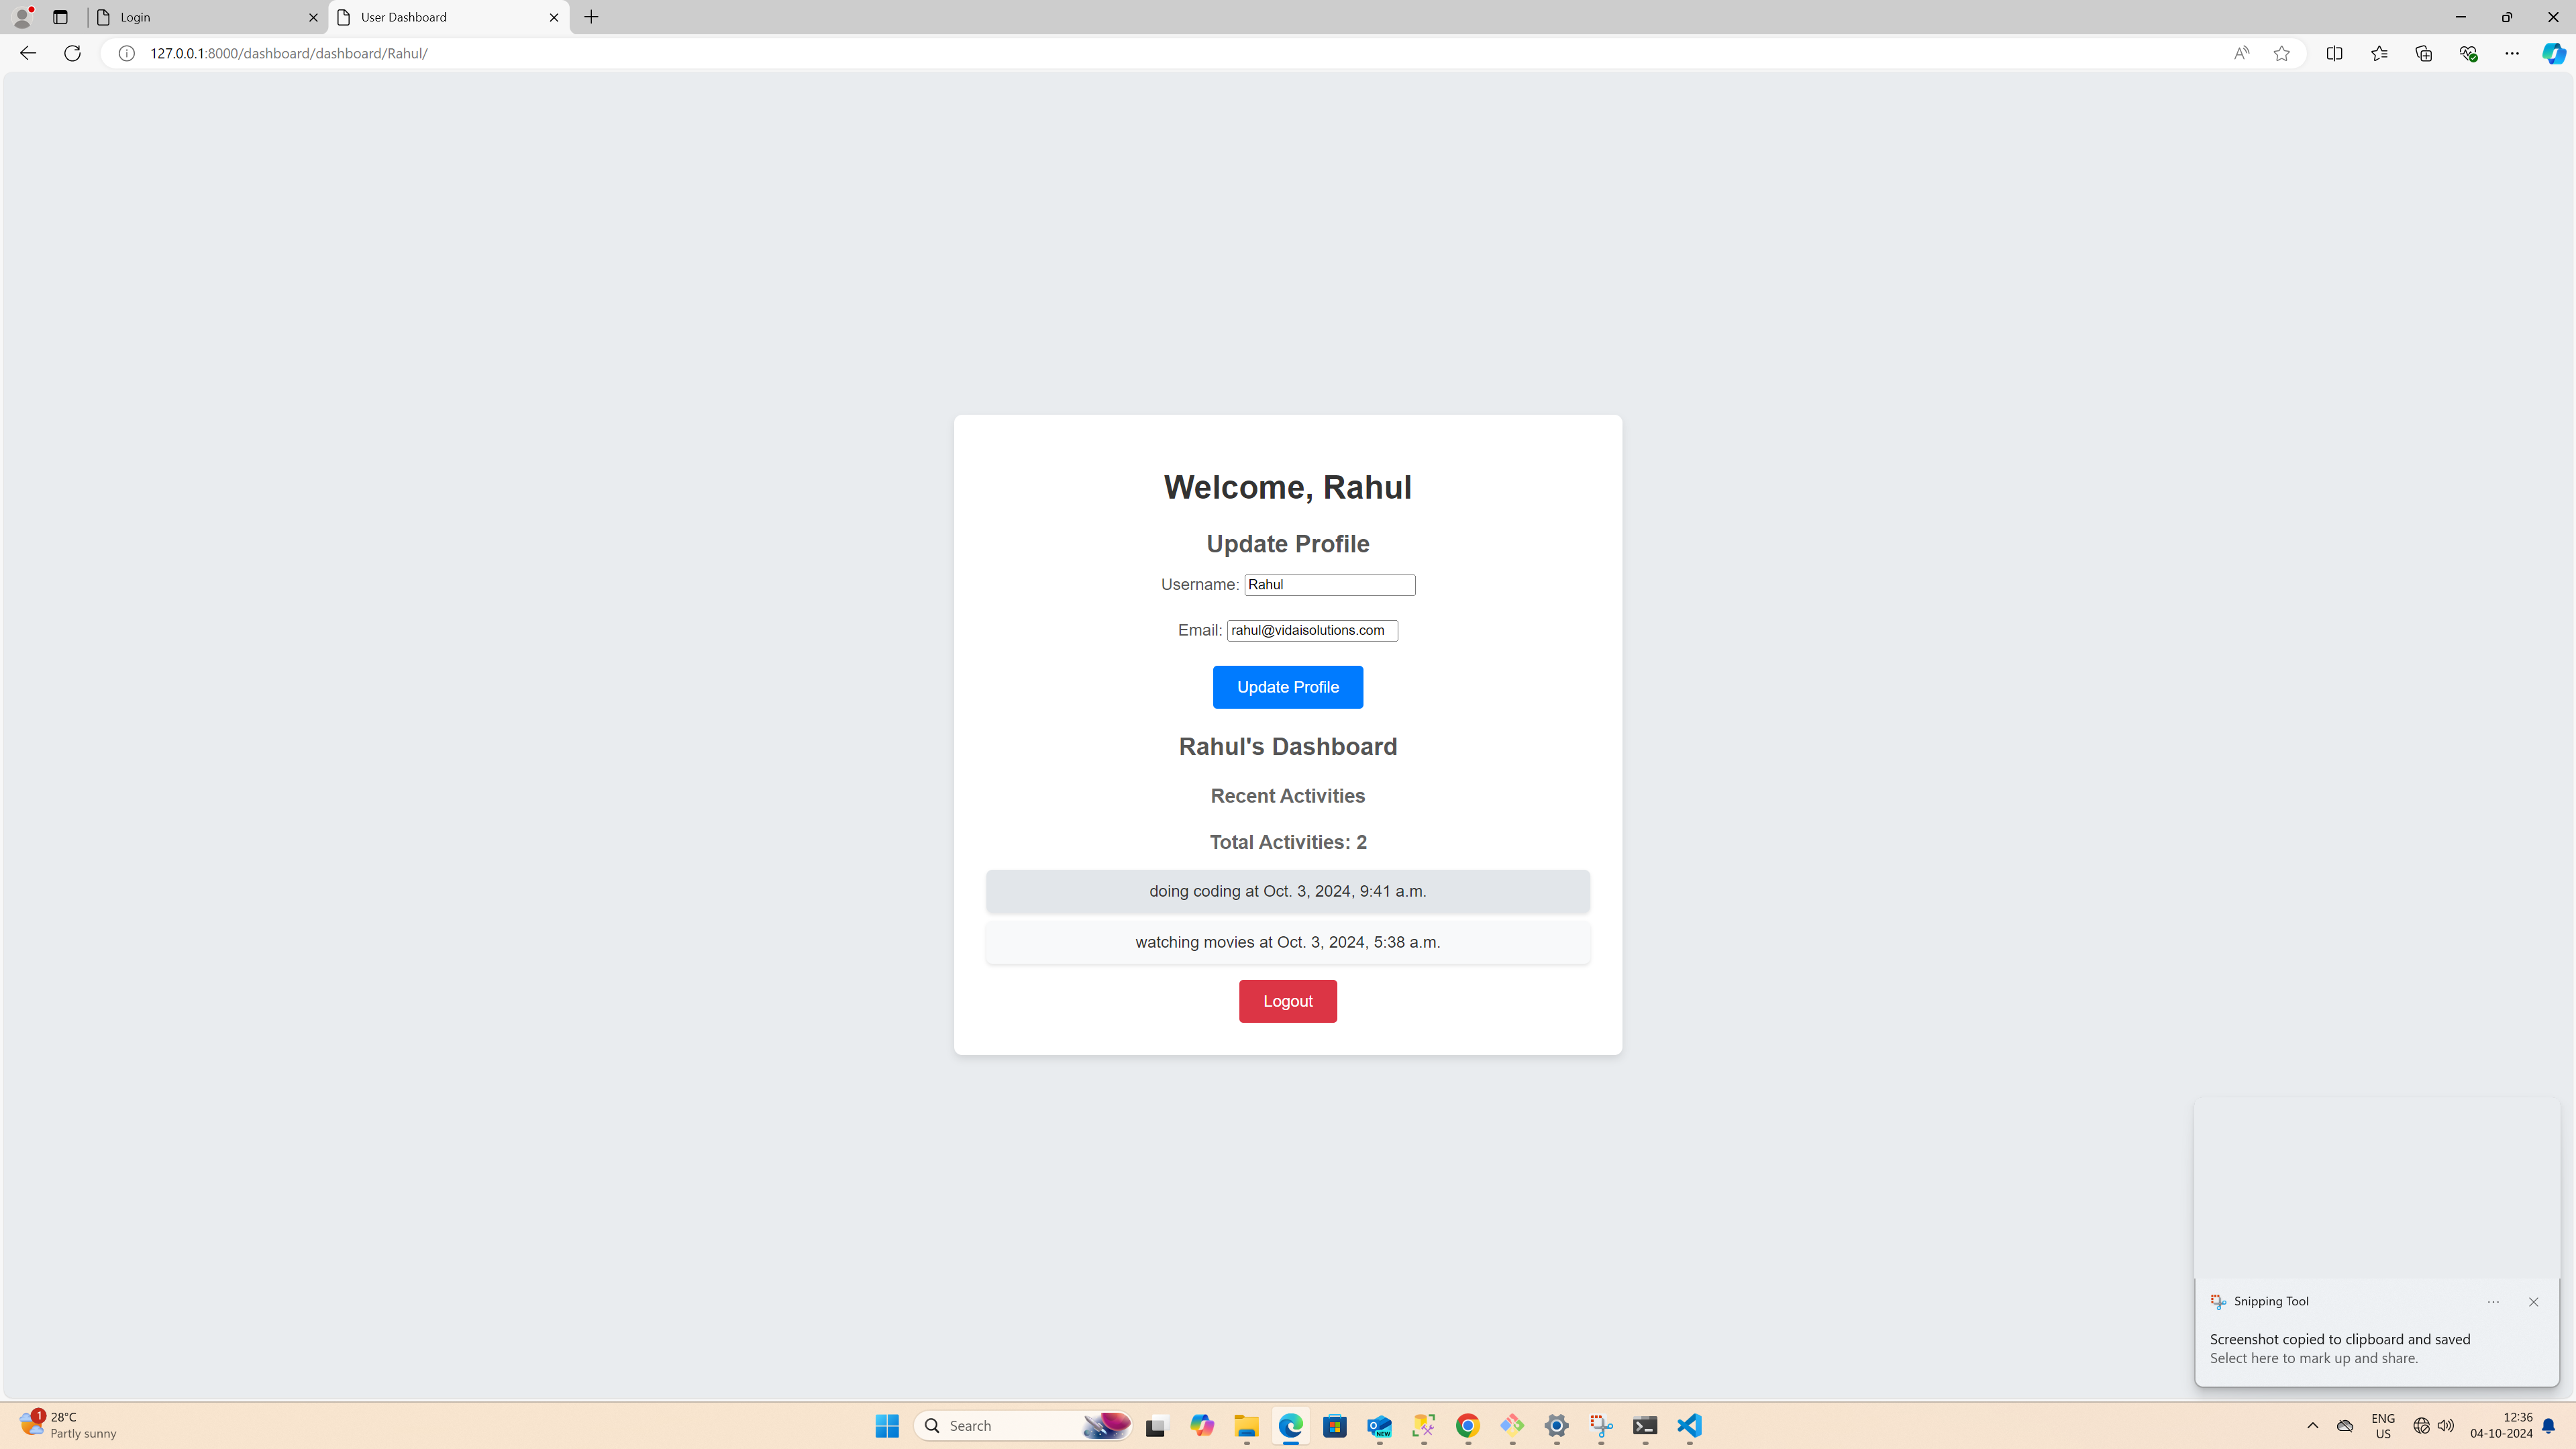 Login
User Dashboard
127.0.0.1:8000/dashboard/dashboard/Rahul/
Welcome, Rahul
Update Profile
Username: Rahul
Email: rahul@vidaisolutions.com
Update Profile
Rahul's Dashboard
Recent Activities
Total Activities: 2
doing coding at Oct. 3, 2024, 9:41 a.m.
watching movies at Oct. 3, 2024, 5:38 a.m.
Logout
Snipping Tool
Screenshot copied to clipboard and saved
Select here to mark up and share.
1
28°C
Partly sunny
Search
NEW
ENG
US
12:36
04-10-2024